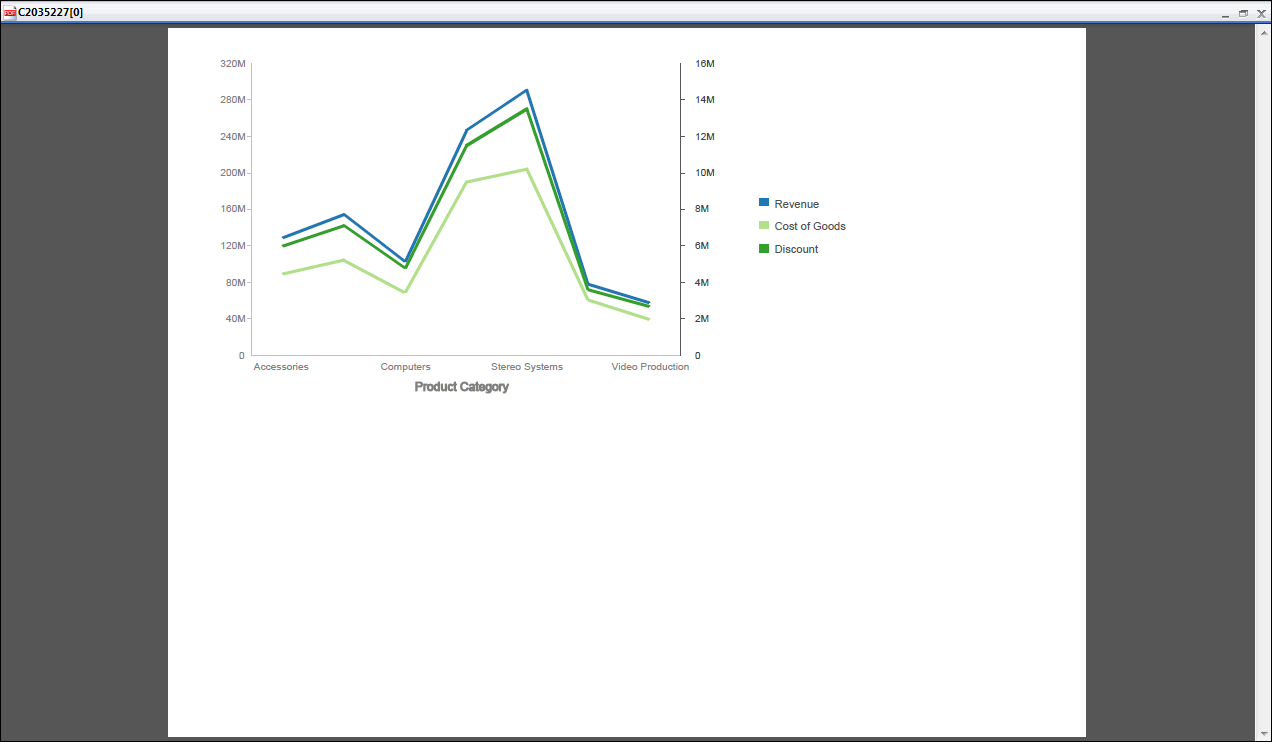 C2035227[0]
320M
280M
240M
200M
160M
120M
80M
40M
0
16M
14M
12M
10M
8M
6M
4M
2M
0
Accessories Computers Stereo Systems Video Production
Product Category
Revenue
Cost of Goods
Discount